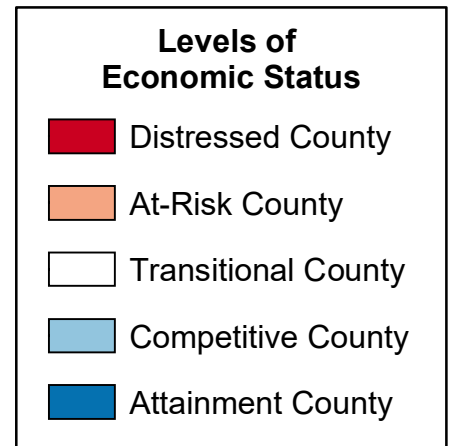 Levels of
Economic Status
Distressed County
At-Risk County
Transitional County
Competitive County
Attainment County